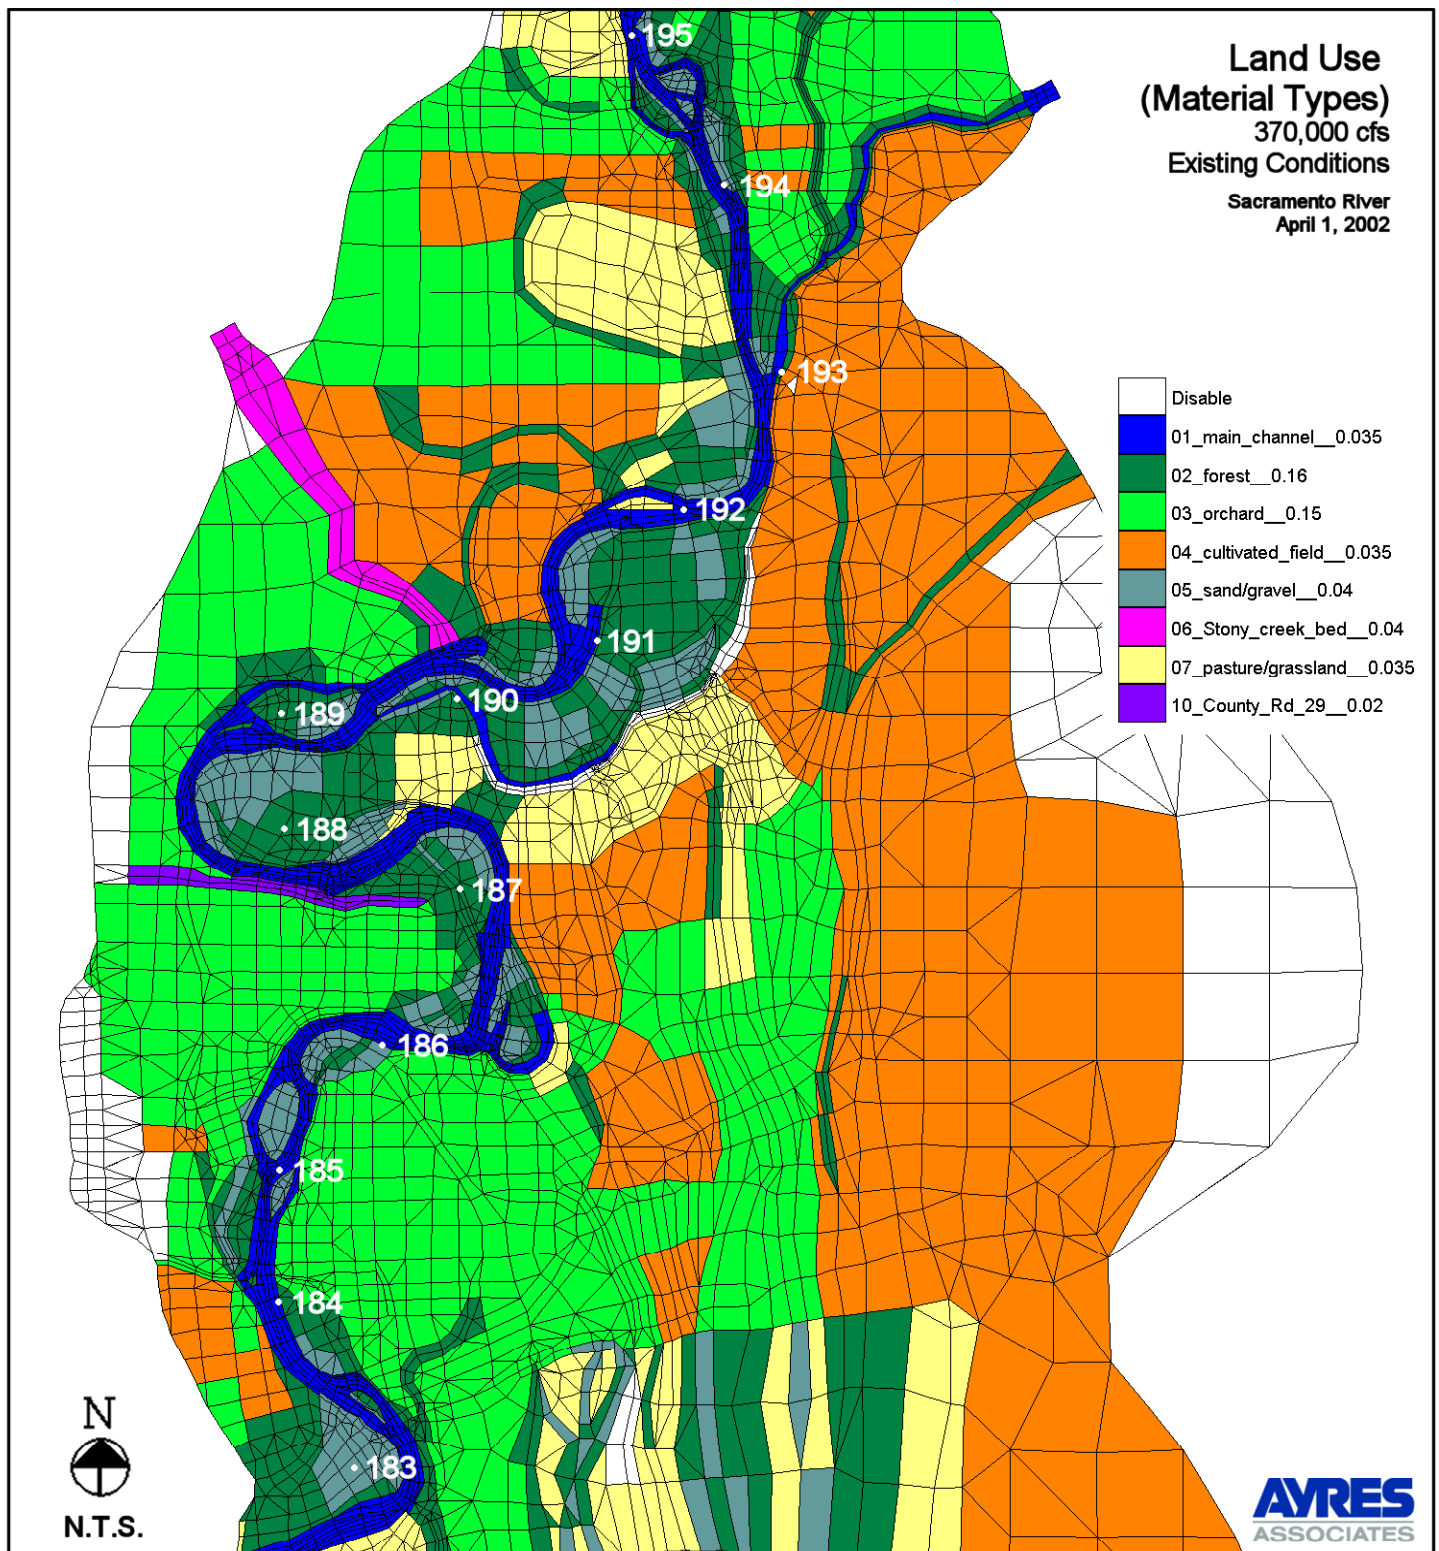 Land Use
(Material Types)
370,000 cfs
Existing Conditions
Sacramento River
April 1, 2002
195
194
193
192
191
190
189
188
187
186
185
184
183
Disable
01_main_channel__0.035
02_forest__0.16
03_orchard__0.15
04_cultivated_field__0.035
05_sand/gravel__0.04
06_Stony_creek_bed__0.04
07_pasture/grassland__0.035
10_County_Rd_29__0.02
N
N.T.S.
AYRES
ASSOCIATES